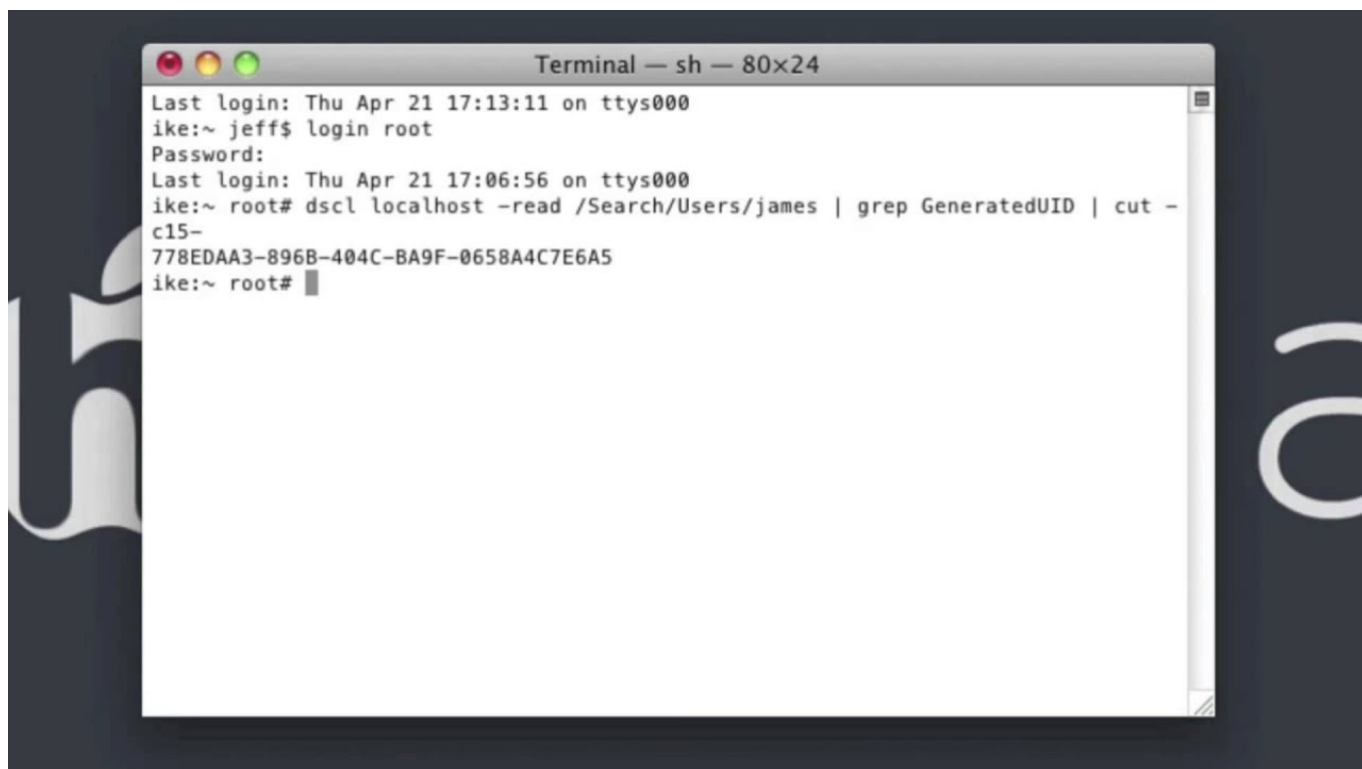 Terminal — sh — 80×24
Last login: Thu Apr 21 17:13:11 on ttys000
ike:~ jeff$ login root
Password:
Last login: Thu Apr 21 17:06:56 on ttys000
ike:~ root# dscl localhost -read /Search/Users/james | grep GeneratedUID | cut -
c15-
778EDAA3-896B-404C-BA9F-0658A4C7E6A5
ike:~ root#